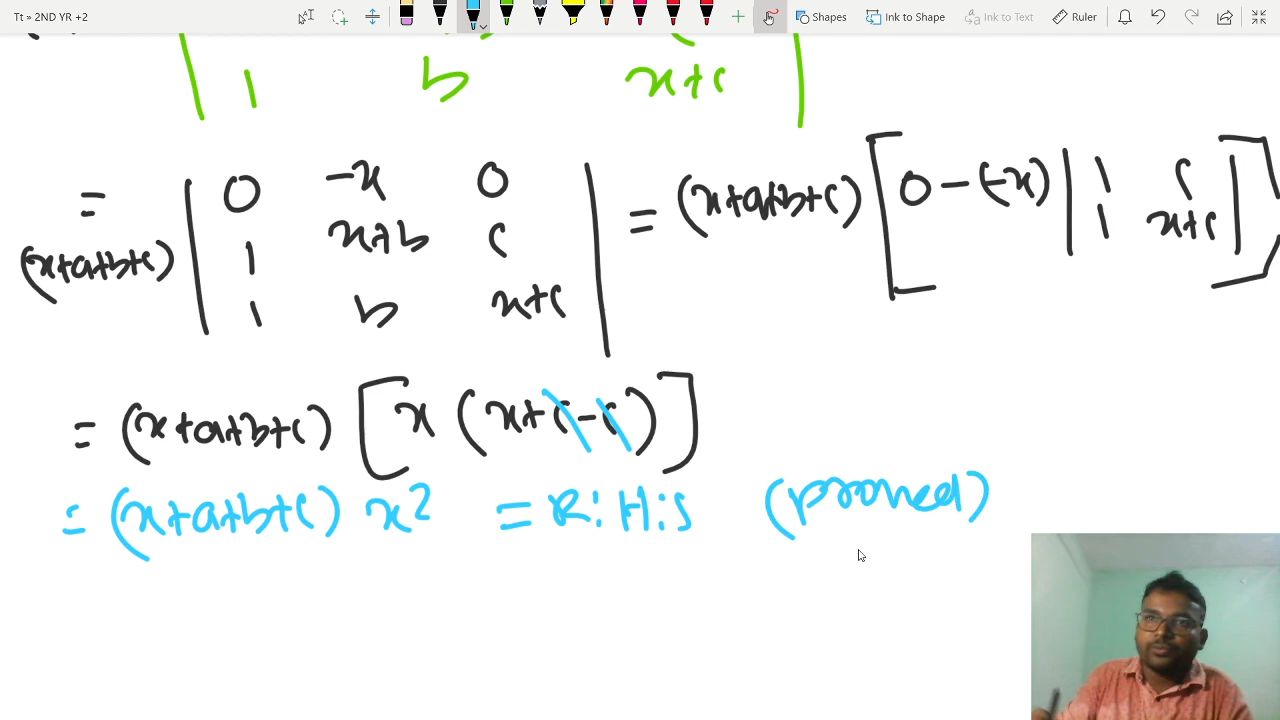 Tt » 2ND YR +2 Shapes Ink to Shape Ink to Text Ruler
1 b x+c
= (x+a+b+c) | 0 -x 0 | = (x+a+b+c) [ 0 - (-x) | 1 c |
| 1 x+b c | | 1 x+c | ]
| 1 b x+c |
= (x+a+b+c) [ x (x+c-c) ]
= (x+a+b+c) x² = R.H.S (proved)